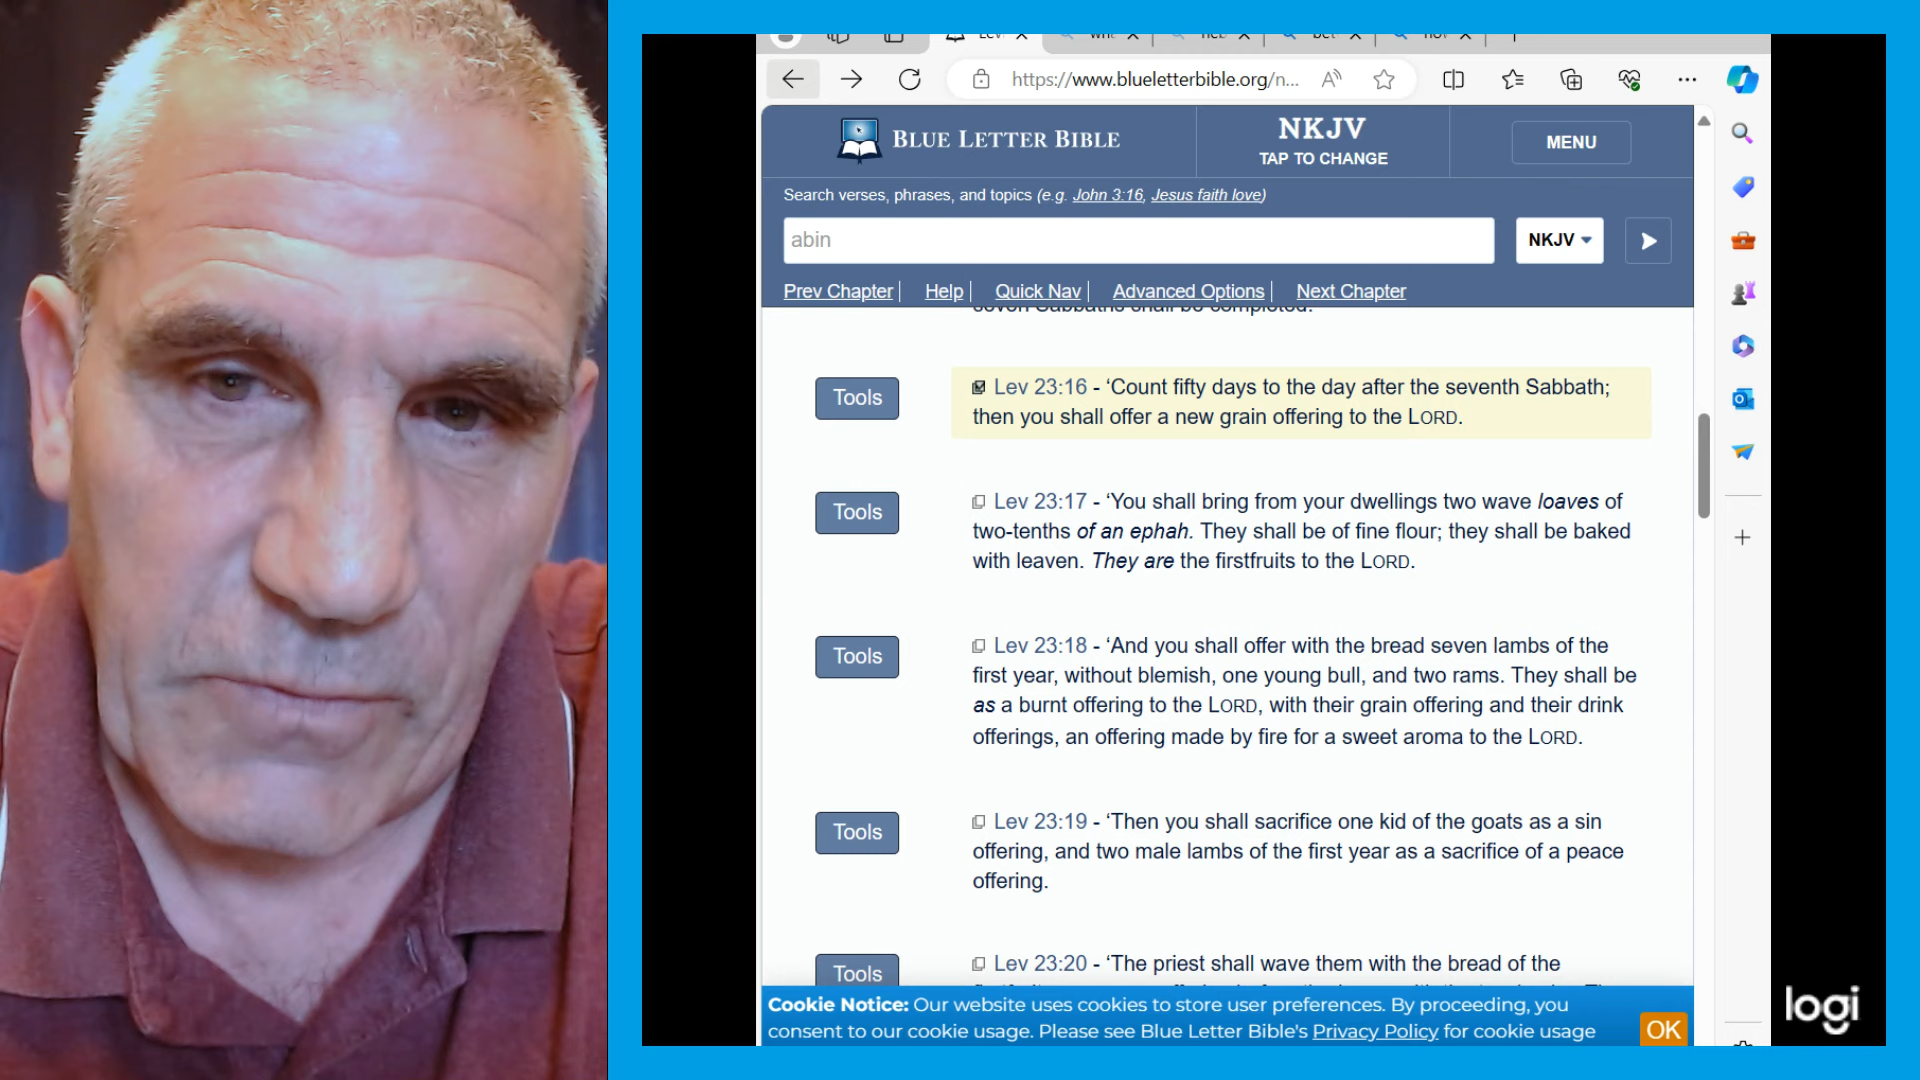 https://www.blueletterbible.org/n...
BLUE LETTER BIBLE
NKJV
TAP TO CHANGE
MENU
Search verses, phrases, and topics (e.g. John 3:16, Jesus faith love)
abin
NKJV
Prev Chapter
Help
Quick Nav
Advanced Options
Next Chapter
seven Sabbaths shall be completed.
Tools
Lev 23:16 - ‘Count fifty days to the day after the seventh Sabbath;
then you shall offer a new grain offering to the LORD.
Tools
Lev 23:17 - ‘You shall bring from your dwellings two wave loaves of
two-tenths of an ephah. They shall be of fine flour; they shall be baked
with leaven. They are the firstfruits to the LORD.
Tools
Lev 23:18 - ‘And you shall offer with the bread seven lambs of the
first year, without blemish, one young bull, and two rams. They shall be
as a burnt offering to the LORD, with their grain offering and their drink
offerings, an offering made by fire for a sweet aroma to the LORD.
Tools
Lev 23:19 - ‘Then you shall sacrifice one kid of the goats as a sin
offering, and two male lambs of the first year as a sacrifice of a peace
offering.
Tools
Lev 23:20 - ‘The priest shall wave them with the bread of the
Cookie Notice: Our website uses cookies to store user preferences. By proceeding, you
consent to our cookie usage. Please see Blue Letter Bible's Privacy Policy for cookie usage
OK
logi